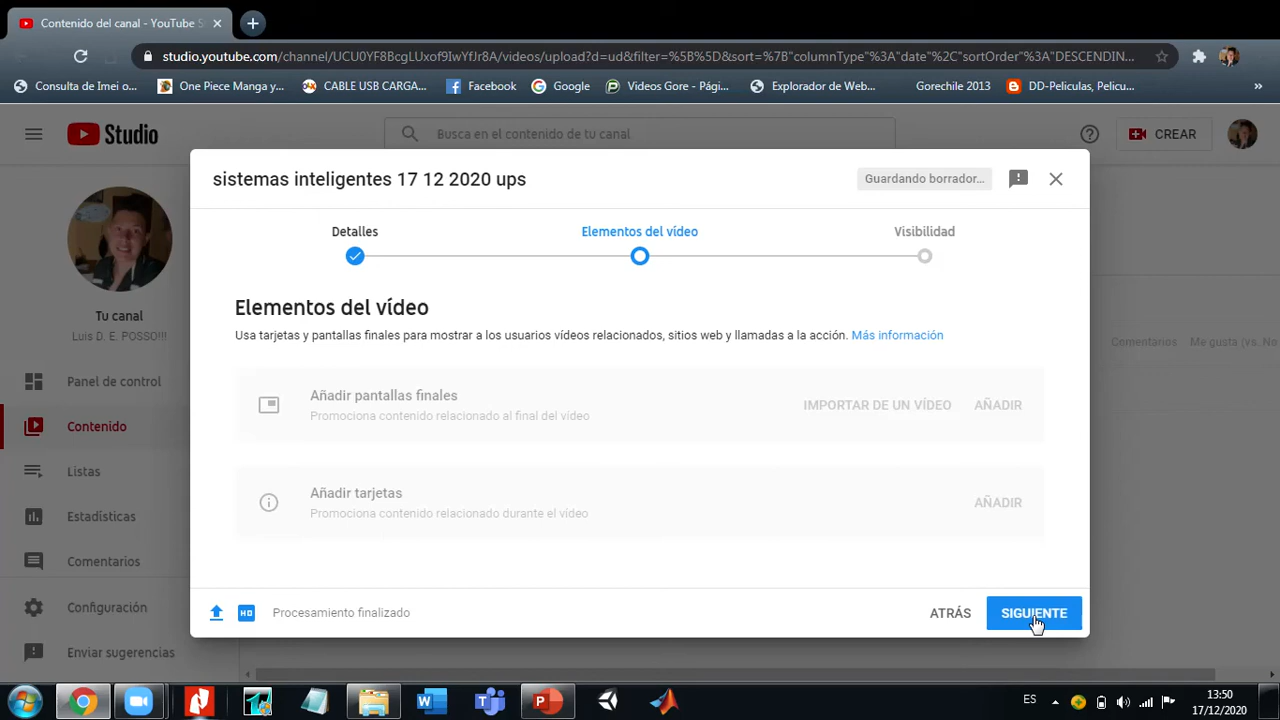 Contenido del canal - YouTube S
studio.youtube.com/channel/UCU0YF8BcgLUxof9IwYfJr8A/videos/upload?d=ud&filter=%5B%5D&sort=%7B"columnType"%3A"date"%2C"sortOrder"%3A"DESCENDIN...
Consulta de Imei o... One Piece Manga y... CABLE USB CARGA... Facebook Google Videos Gore - Pági... Explorador de Web... Gorechile 2013 DD-Peliculas, Pelicu... »
Studio Busca en el contenido de tu canal CREAR
sistemas inteligentes 17 12 2020 ups Guardando borrador...
Detalles Elementos del vídeo Visibilidad
Elementos del vídeo
Usa tarjetas y pantallas finales para mostrar a los usuarios vídeos relacionados, sitios web y llamadas a la acción. Más información
Añadir pantallas finales
Promociona contenido relacionado al final del vídeo
IMPORTAR DE UN VÍDEO AÑADIR
Añadir tarjetas
Promociona contenido relacionado durante el vídeo
AÑADIR
HD Procesamiento finalizado ATRÁS SIGUIENTE
Tu canal
Luis D. E. POSSO!!!
Panel de control
Contenido
Listas
Estadísticas
Comentarios
Configuración
Enviar sugerencias
Comentarios Me gusta (vs. No
ES 13:50
17/12/2020